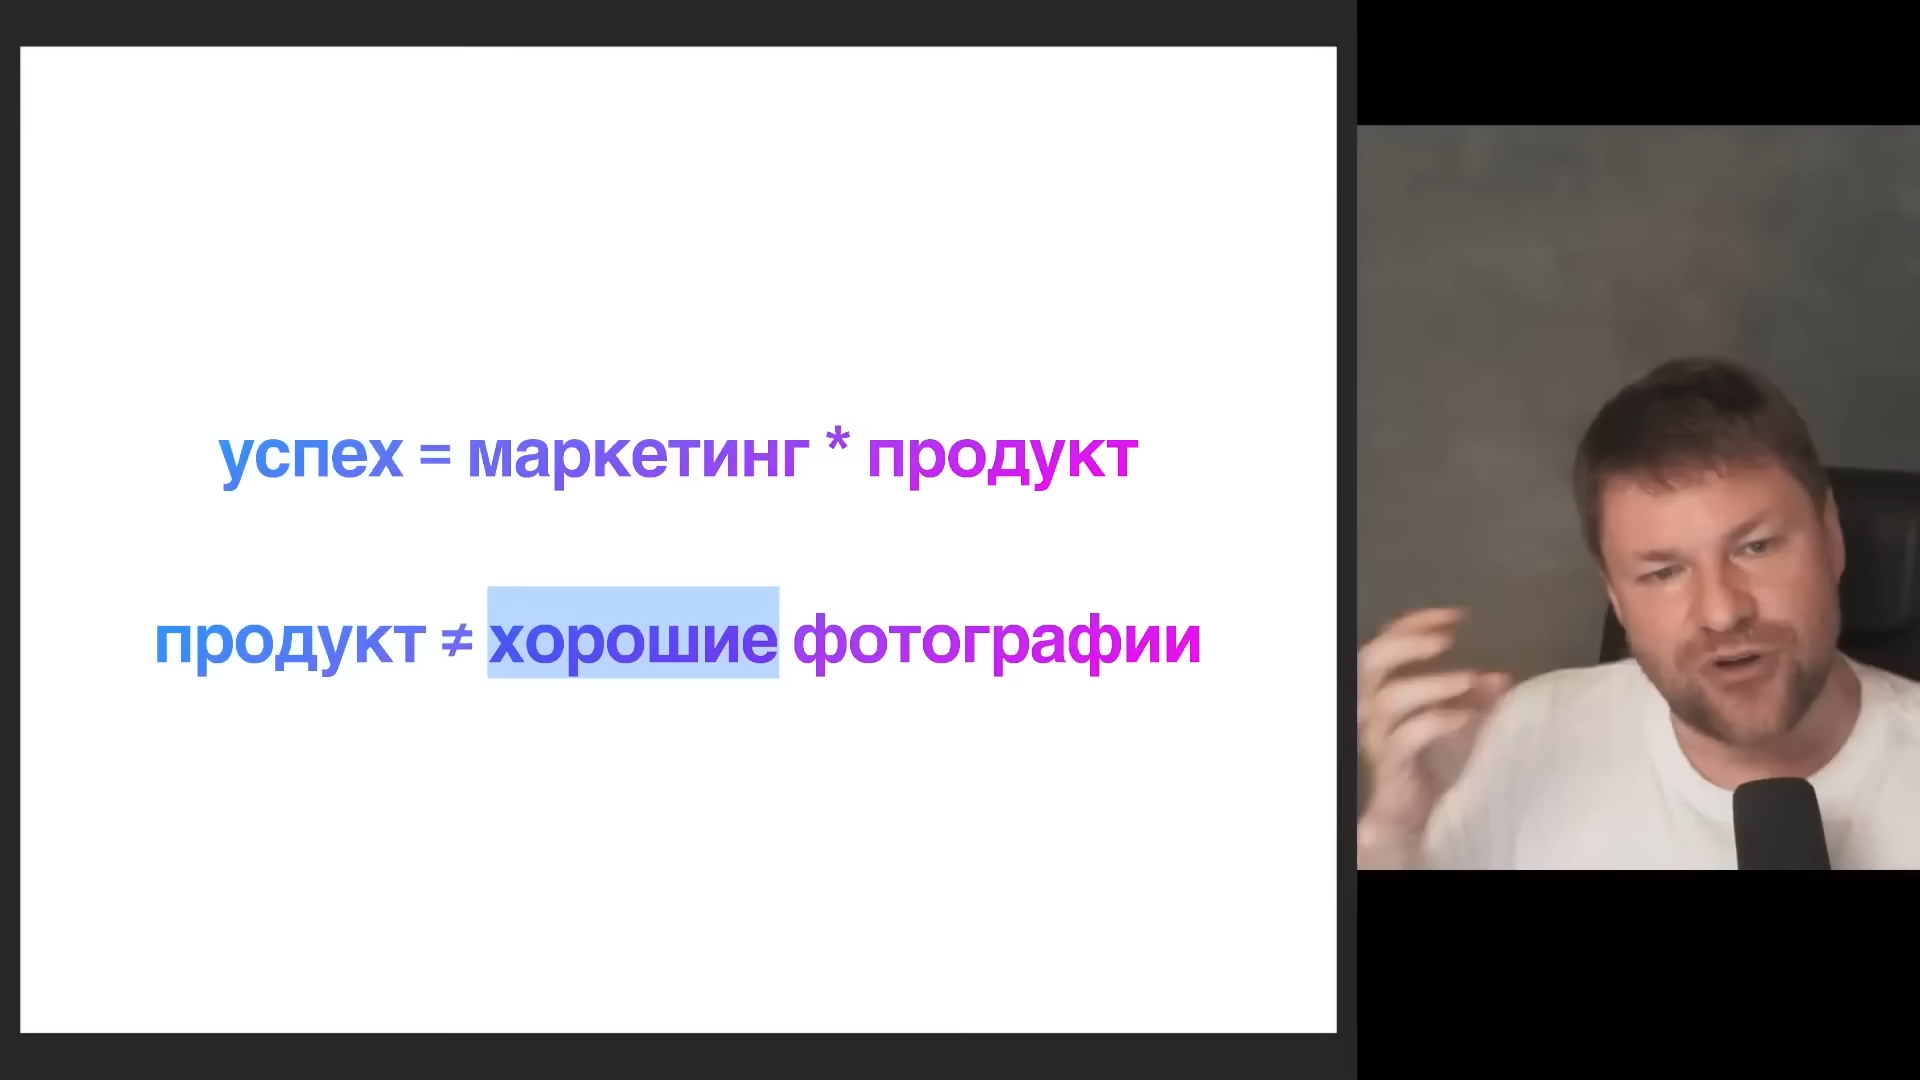 успех = маркетинг * продукт
продукт ≠ хорошие фотографии